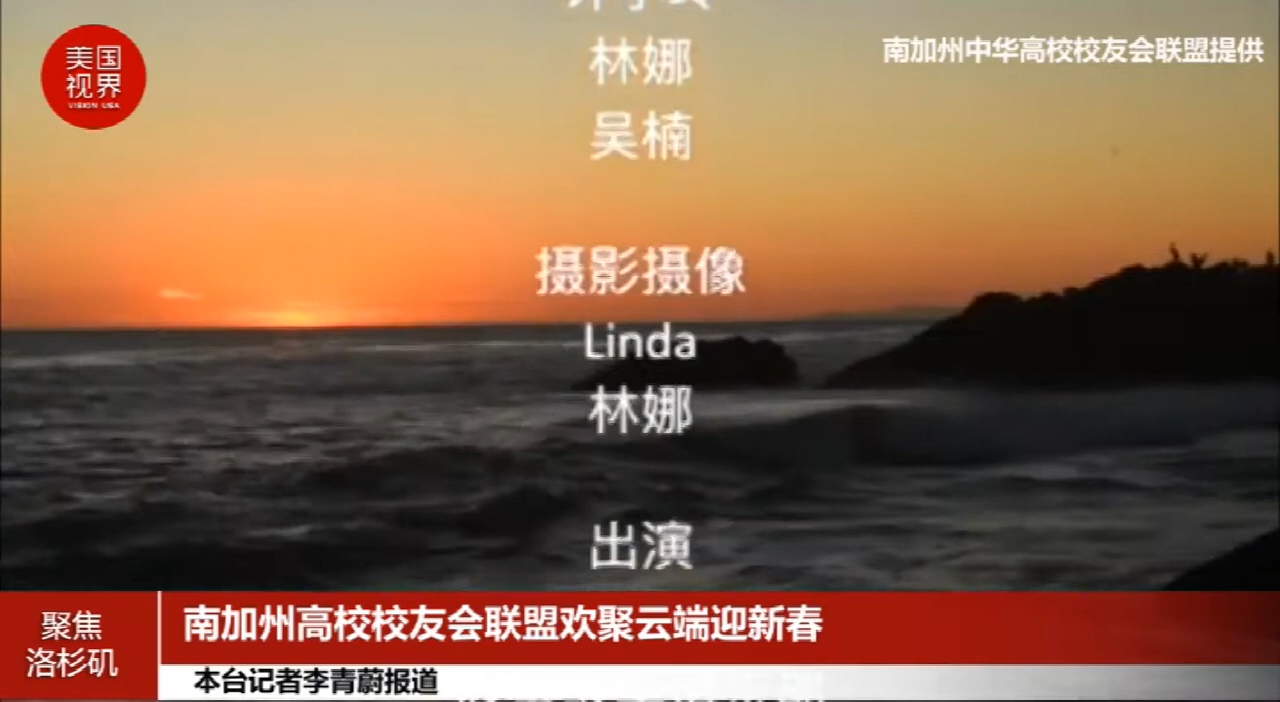 美国
视界
VISION USA
南加州中华高校校友会联盟提供
林娜
吴楠
摄影摄像
Linda
林娜
出演
聚焦
洛杉矶
南加州高校校友会联盟欢聚云端迎新春
本台记者李青蔚报道